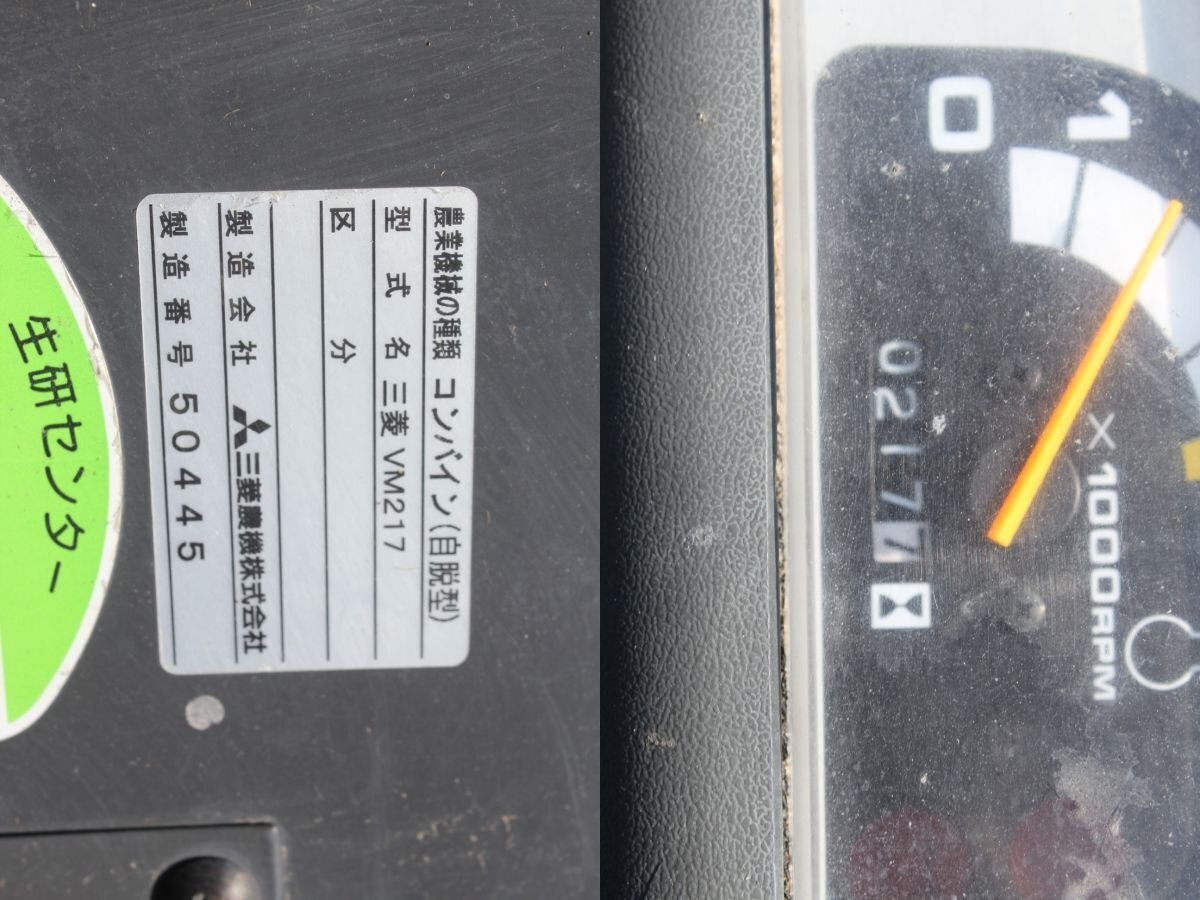 生研センター
農業機械の種類 コンバイン(自脱型)
型式名 三菱 VM217
区分
製造会社 三菱農機株式会社
製造番号 50445
0 1
02177
×1000RPM